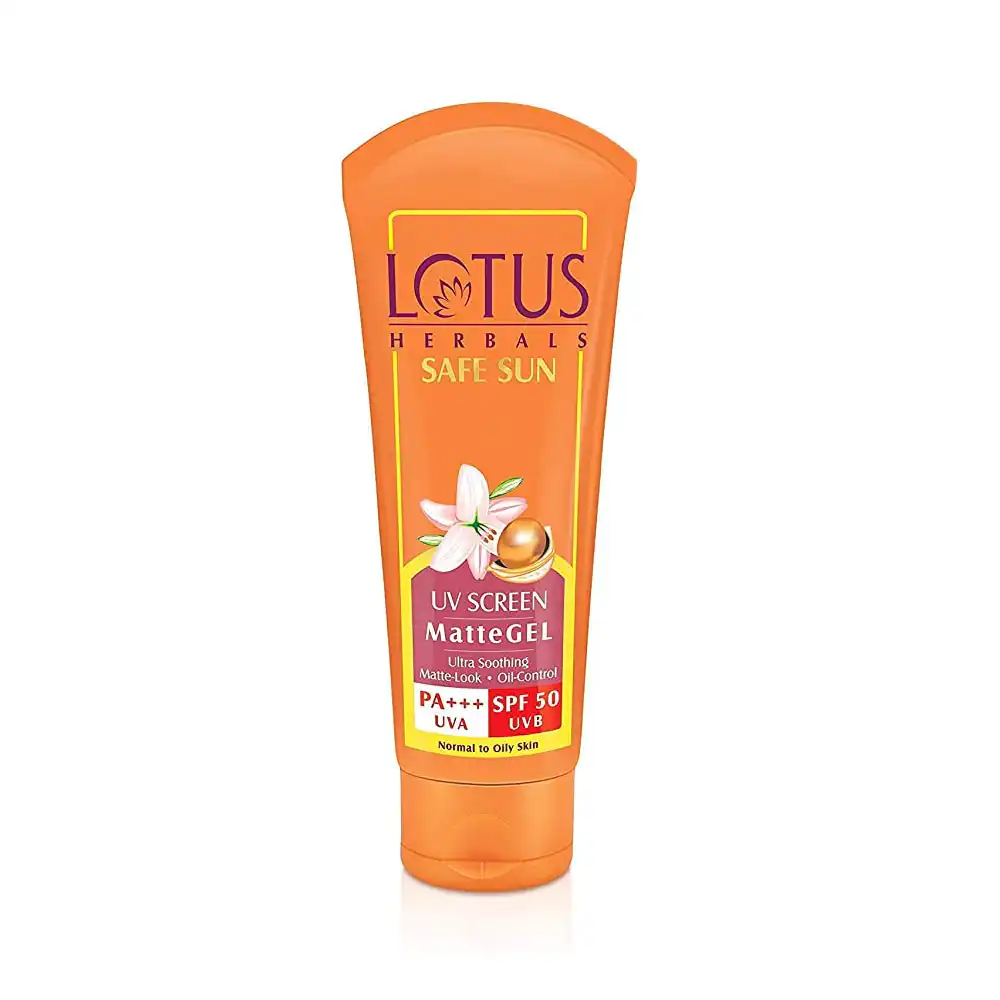 LOTUS
HERBALS
SAFE SUN
UV SCREEN
MatteGEL
Ultra Soothing
Matte-Look • Oil-Control
PA+++ SPF 50
UVA UVB
Normal to Oily Skin